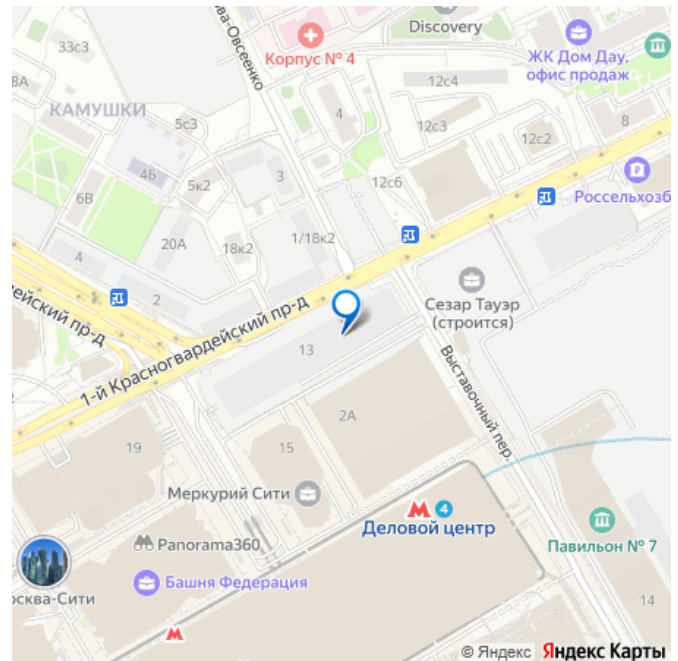 33с3
ова-Овсеенко
Discovery
Корпус № 4
ЖК Дом Дау,
офис продаж
8А
КАМУШКИ
5с3
4
12с4
12с3
12с2
8
4Б
5к2
3
12с6
6В
Россельхозб
20А
18к2
1/18к2
4
2
ейский пр-д
1-й Красногвардейский пр-д
Сезар Тауэр
(строится)
13
Выставочный пер.
2А
19
15
Меркурий Сити
М 4
Деловой центр
Panorama360
Павильон № 7
Башня Федерация
осква-Сити
14
М
© Яндекс Яндекс Карты